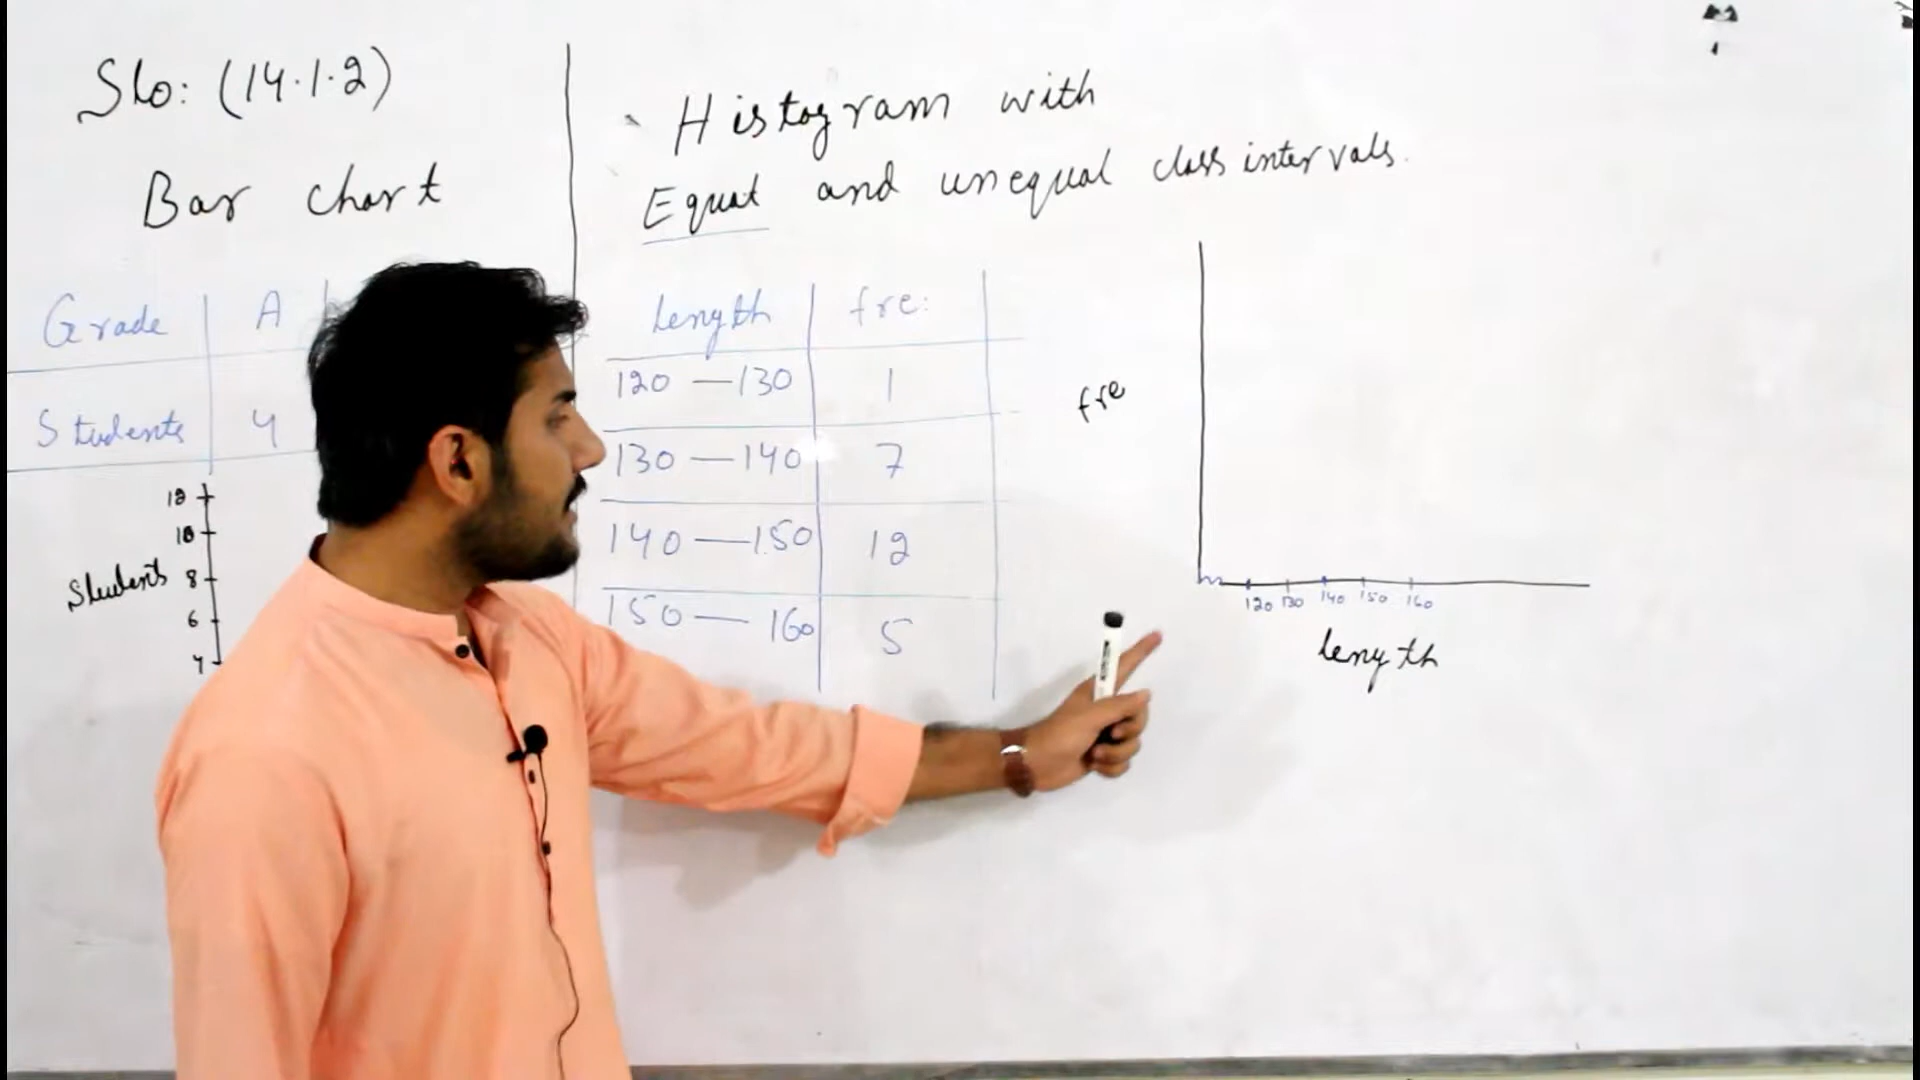 Slo: (14.1.2)
Bar chart
Grade A
Students 4
12
10
8
6
4
Students
Histogram with
Equal and unequal class intervals.
length fre:
120 — 130 1
130 — 140 7
140 — 150 12
150 — 160 5
fre
120 130 140 150 160
length